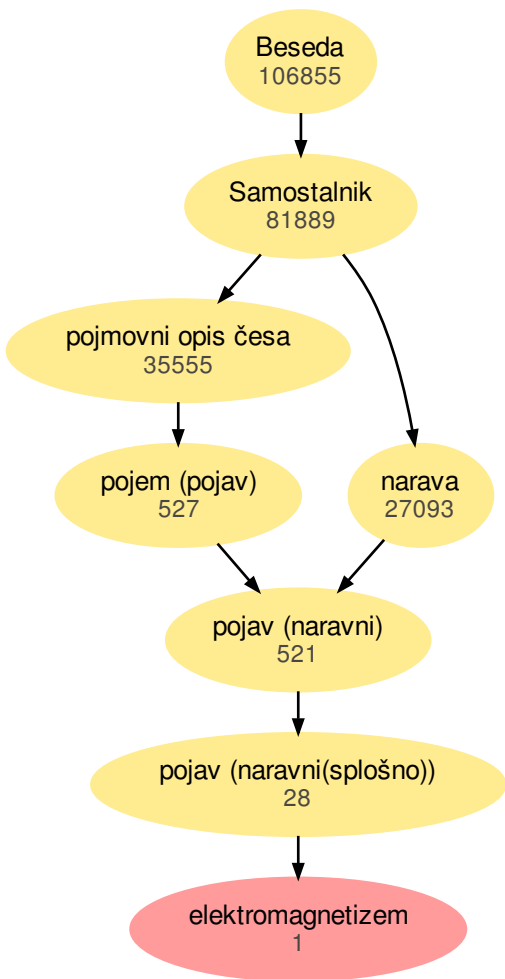 Beseda
106855
Samostalnik
81889
pojmovni opis česa
35555
pojem (pojav)
527
narava
27093
pojav (naravni)
521
pojav (naravni(splošno))
28
elektromagnetizem
1